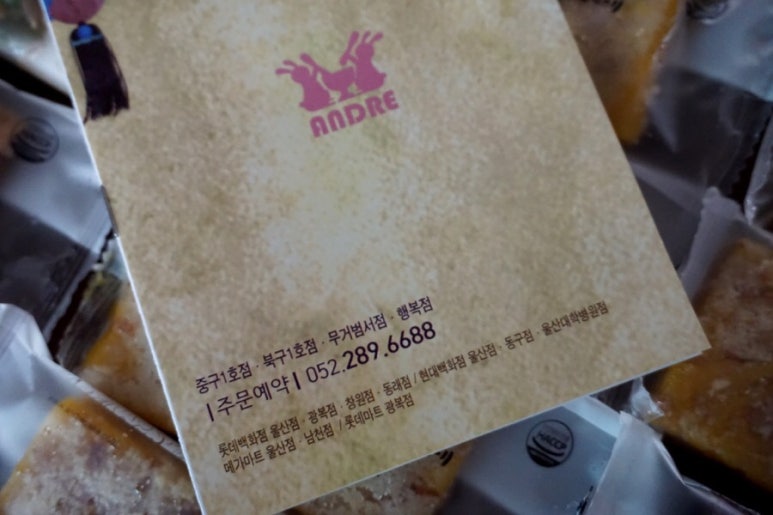 ANDRE
중구1호점 · 북구1호점 · 무거범서점 · 행복점
|주문예약| 052.289.6688
롯데백화점 울산점 · 광복점 · 창원점 · 동래점 / 현대백화점 울산점 · 동구점 · 울산대학병원점
메가마트 울산점 · 남천점 / 롯데마트 광복점
HACCP